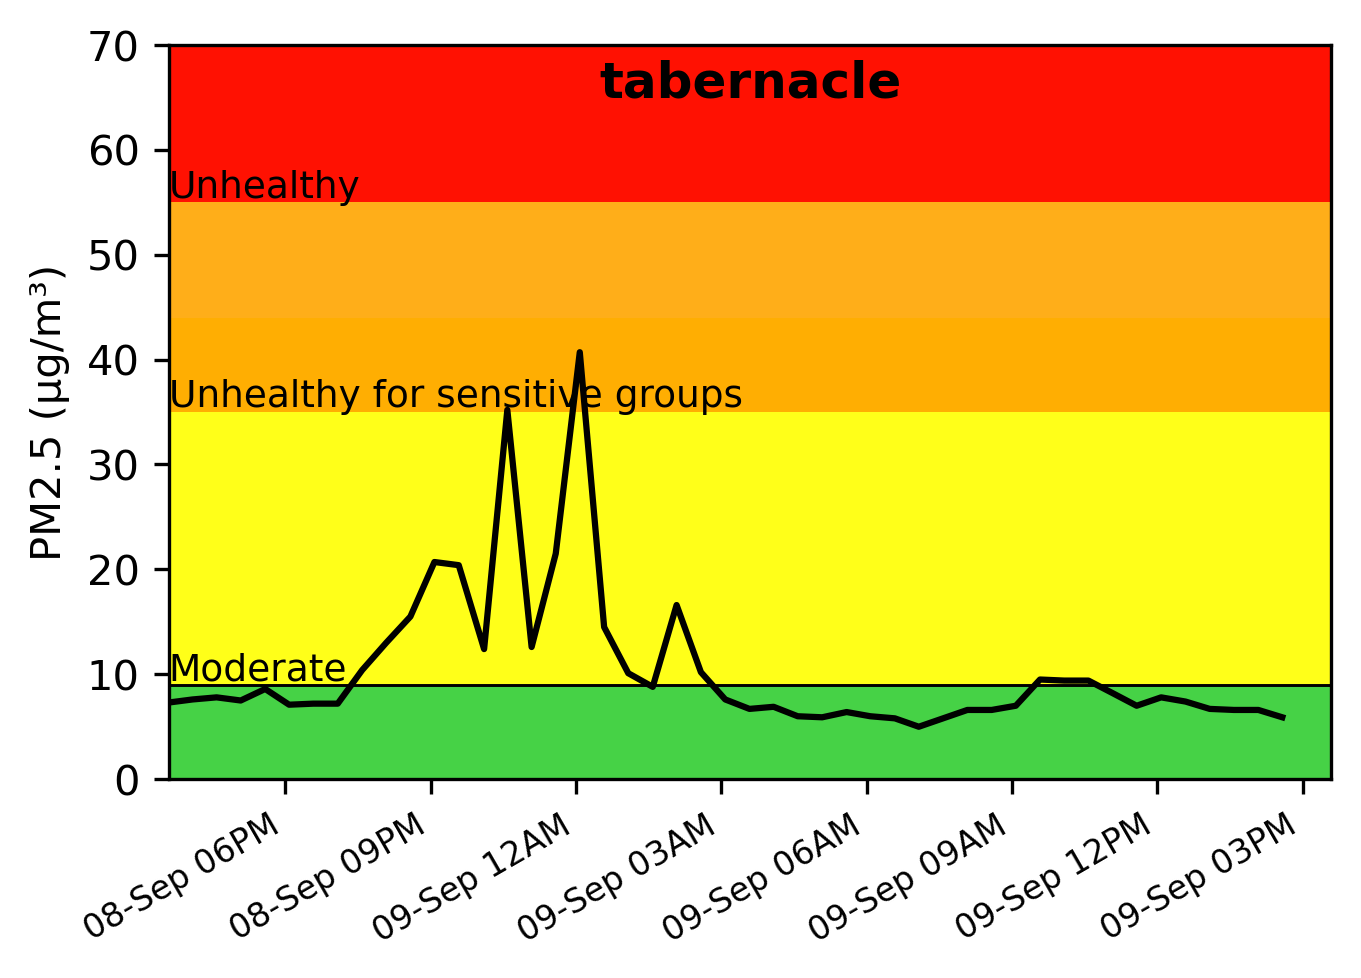 tabernacle
PM2.5 (µg/m³)
70
60
50
40
30
20
10
0
Unhealthy
Unhealthy for sensitive groups
Moderate
08-Sep 06PM
08-Sep 09PM
09-Sep 12AM
09-Sep 03AM
09-Sep 06AM
09-Sep 09AM
09-Sep 12PM
09-Sep 03PM